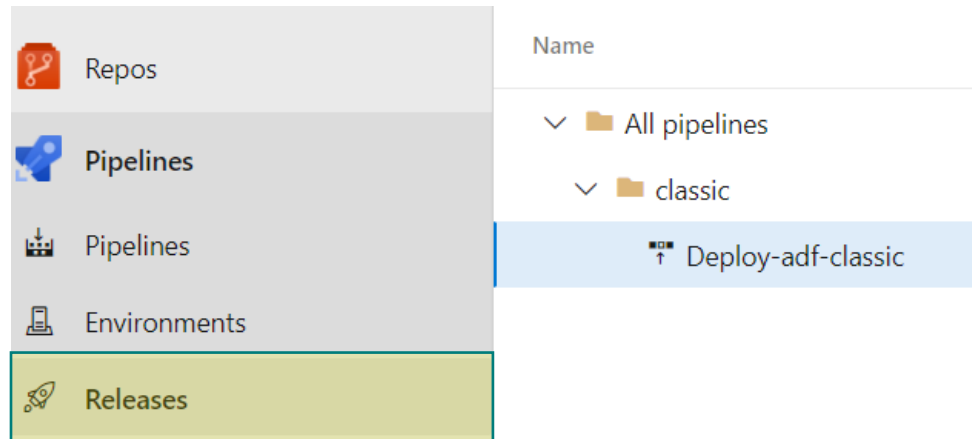 Repos
Pipelines
Pipelines
Environments
Releases
Name
All pipelines
classic
Deploy-adf-classic